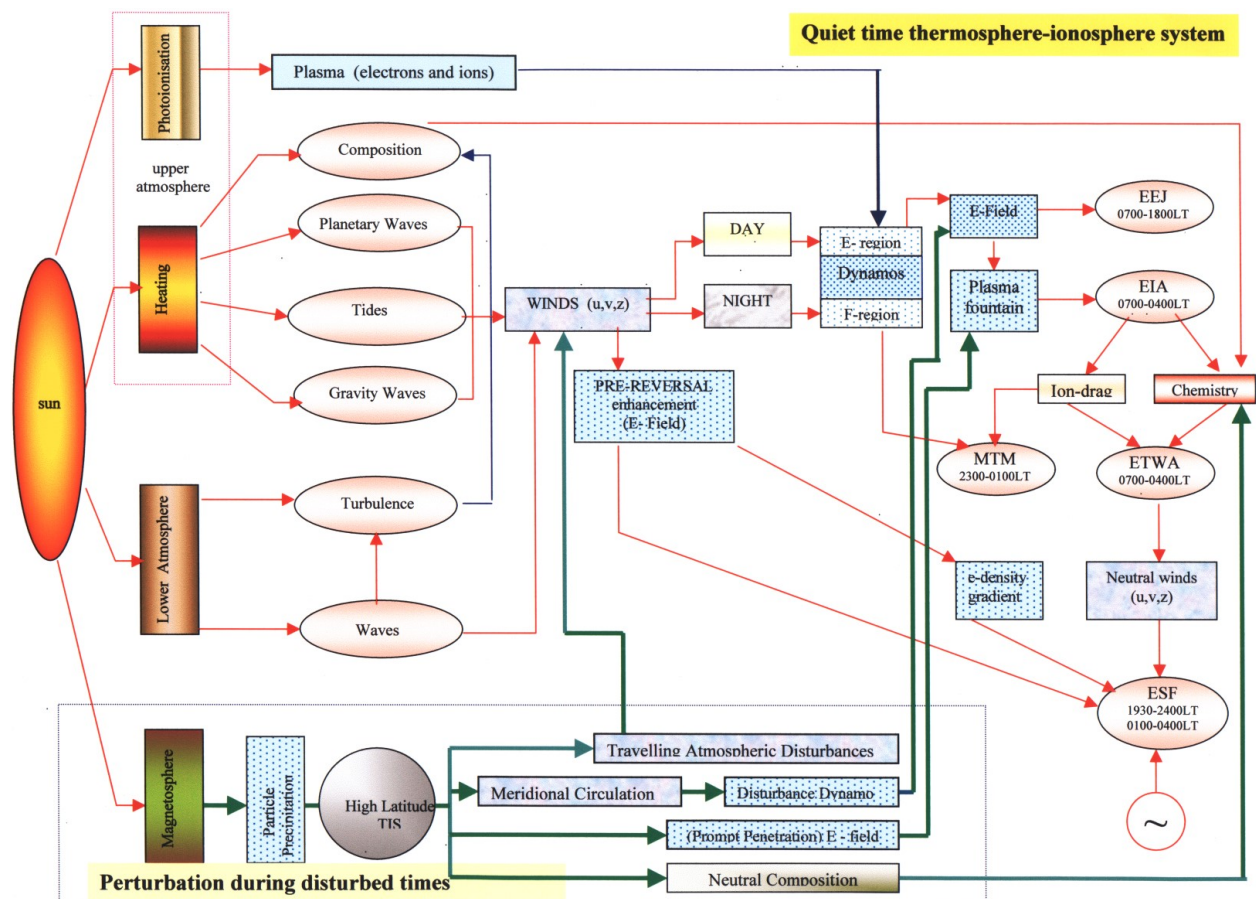 Quiet time thermosphere-ionosphere system
Photoionisation
Plasma (electrons and ions)
upper
atmosphere
Composition
Planetary Waves
Heating
Tides
Gravity Waves
sun
WINDS (u,v,z)
DAY
NIGHT
E- region
Dynamos
F-region
E-Field
EEJ
0700-1800LT
Plasma
fountain
EIA
0700-0400LT
PRE-REVERSAL
enhancement
(E- Field)
Ion-drag
Chemistry
MTM
2300-0100LT
ETWA
0700-0400LT
Lower Atmosphere
Turbulence
Waves
e-density
gradient
Neutral winds
(u,v,z)
ESF
1930-2400LT
0100-0400LT
~
Magnetosphere
Particle
Precipitation
High Latitude
TIS
Travelling Atmospheric Disturbances
Meridional Circulation
Disturbance Dynamo
(Prompt Penetration) E - field
Neutral Composition
Perturbation during disturbed times